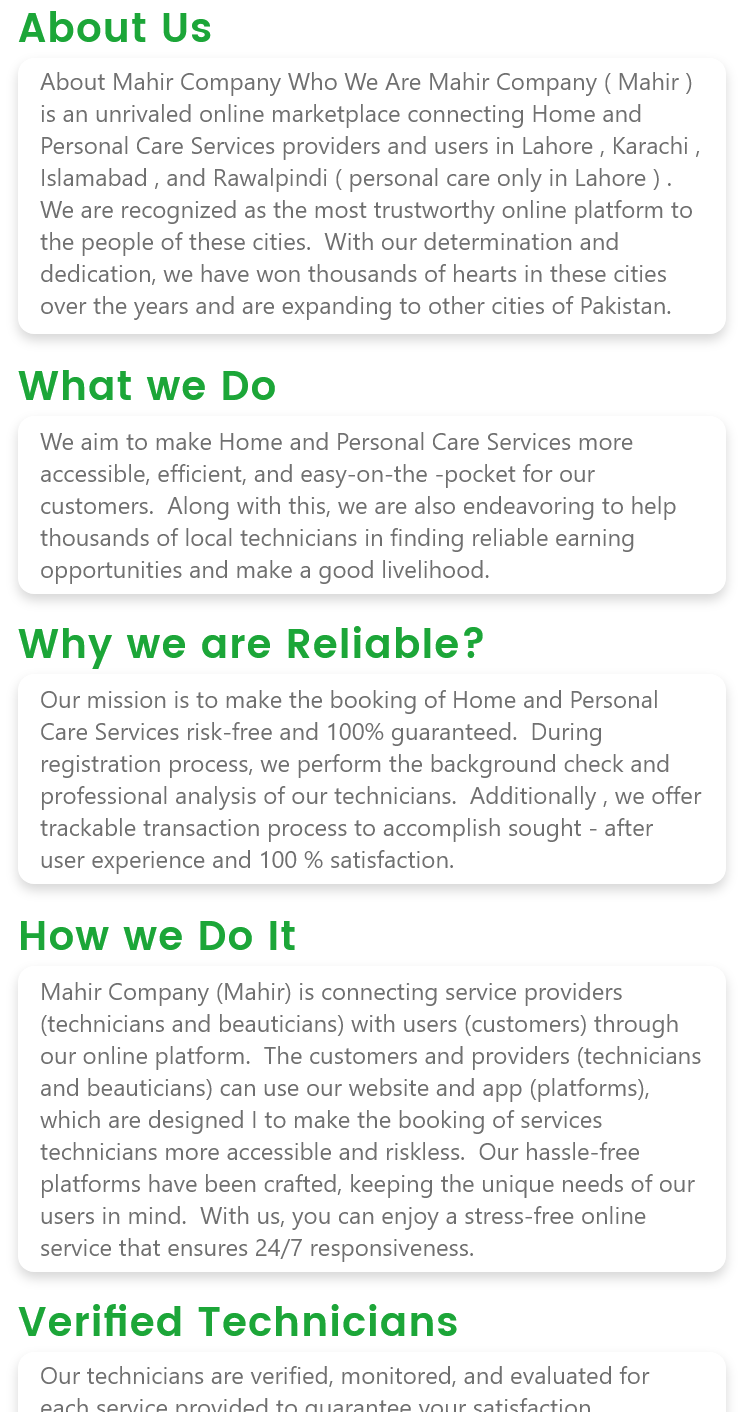 About Us
About Mahir Company Who We Are Mahir Company ( Mahir )
is an unrivaled online marketplace connecting Home and
Personal Care Services providers and users in Lahore , Karachi ,
Islamabad , and Rawalpindi ( personal care only in Lahore ) .
We are recognized as the most trustworthy online platform to
the people of these cities.  With our determination and
dedication, we have won thousands of hearts in these cities
over the years and are expanding to other cities of Pakistan.
What we Do
We aim to make Home and Personal Care Services more
accessible, efficient, and easy-on-the -pocket for our
customers.  Along with this, we are also endeavoring to help
thousands of local technicians in finding reliable earning
opportunities and make a good livelihood.
Why we are Reliable?
Our mission is to make the booking of Home and Personal
Care Services risk-free and 100% guaranteed.  During
registration process, we perform the background check and
professional analysis of our technicians.  Additionally , we offer
trackable transaction process to accomplish sought - after
user experience and 100 % satisfaction.
How we Do It
Mahir Company (Mahir) is connecting service providers
(technicians and beauticians) with users (customers) through
our online platform.  The customers and providers (technicians
and beauticians) can use our website and app (platforms),
which are designed l to make the booking of services
technicians more accessible and riskless.  Our hassle-free
platforms have been crafted, keeping the unique needs of our
users in mind.  With us, you can enjoy a stress-free online
service that ensures 24/7 responsiveness.
Verified Technicians
Our technicians are verified, monitored, and evaluated for
each service provided to guarantee your satisfaction